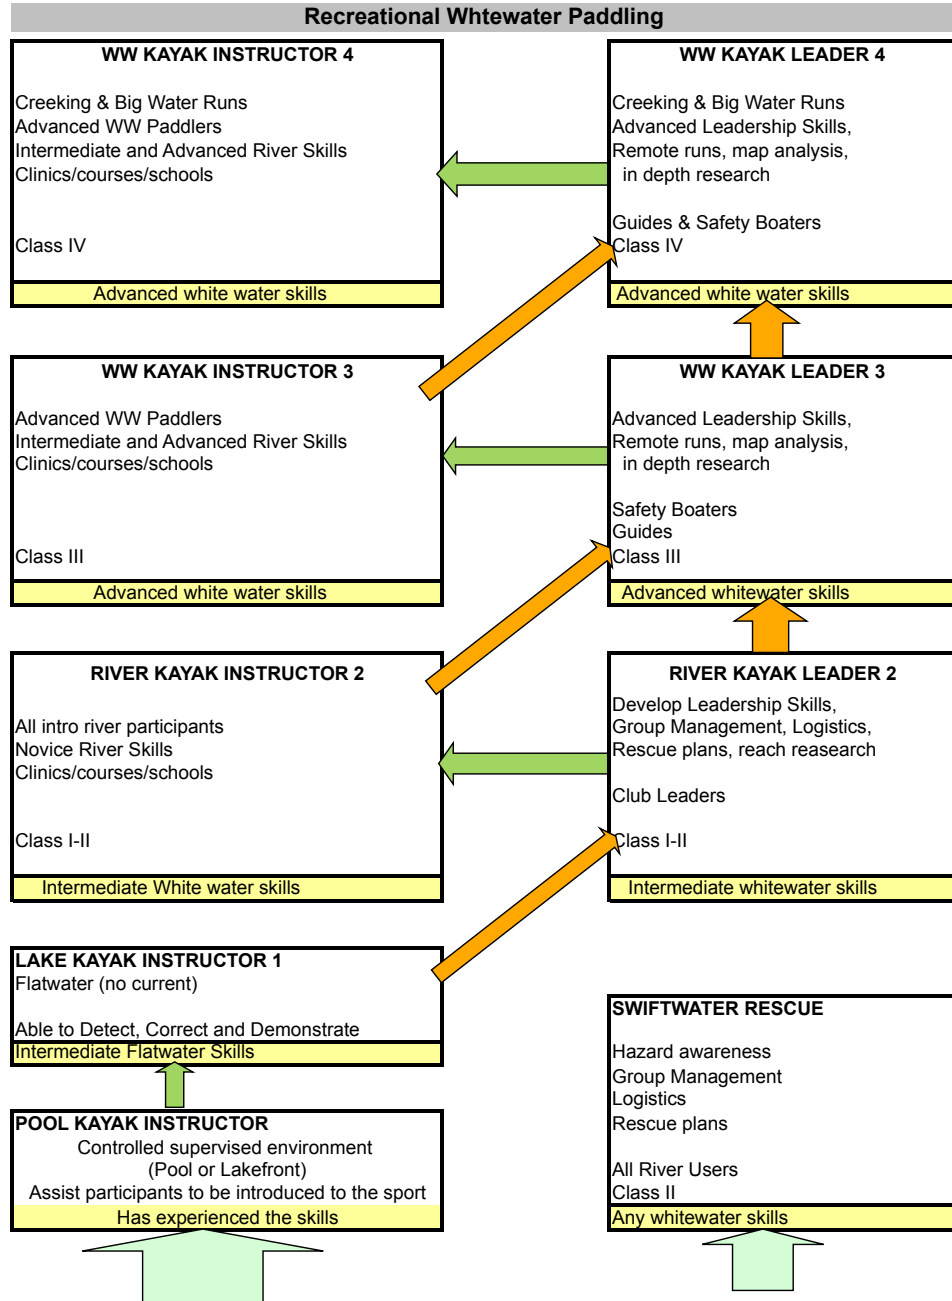 Recreational Whtewater Paddling
WW KAYAK INSTRUCTOR 4
Creeking & Big Water Runs
Advanced WW Paddlers
Intermediate and Advanced River Skills
Clinics/courses/schools
Class IV
Advanced white water skills
WW KAYAK LEADER 4
Creeking & Big Water Runs
Advanced Leadership Skills,
Remote runs, map analysis,
in depth research
Guides & Safety Boaters
Class IV
Advanced white water skills
WW KAYAK INSTRUCTOR 3
Advanced WW Paddlers
Intermediate and Advanced River Skills
Clinics/courses/schools
Class III
Advanced white water skills
WW KAYAK LEADER 3
Advanced Leadership Skills,
Remote runs, map analysis,
in depth research
Safety Boaters
Guides
Class III
Advanced whitewater skills
RIVER KAYAK INSTRUCTOR 2
All intro river participants
Novice River Skills
Clinics/courses/schools
Class I-II
Intermediate White water skills
RIVER KAYAK LEADER 2
Develop Leadership Skills,
Group Management, Logistics,
Rescue plans, reach reasearch
Club Leaders
Class I-II
Intermediate whitewater skills
LAKE KAYAK INSTRUCTOR 1
Flatwater (no current)
Able to Detect, Correct and Demonstrate
Intermediate Flatwater Skills
POOL KAYAK INSTRUCTOR
Controlled supervised environment
(Pool or Lakefront)
Assist participants to be introduced to the sport
Has experienced the skills
SWIFTWATER RESCUE
Hazard awareness
Group Management
Logistics
Rescue plans
All River Users
Class II
Any whitewater skills